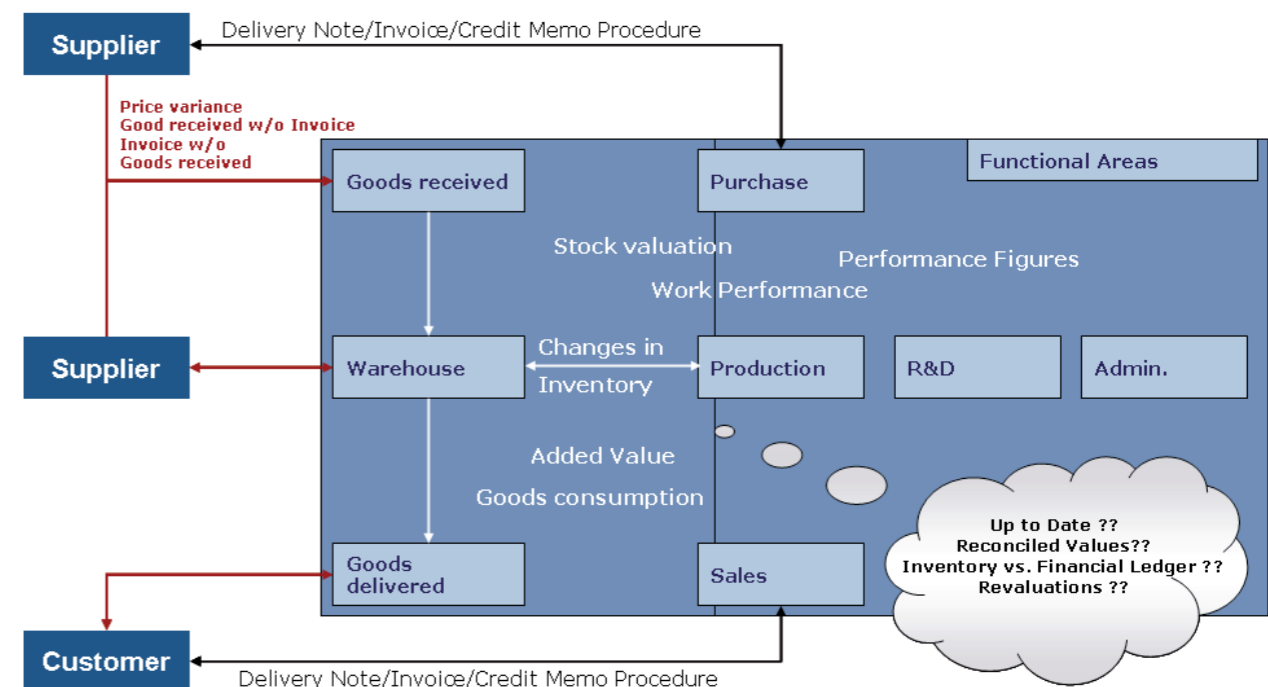 Supplier
Delivery Note/Invoice/Credit Memo Procedure
Price variance
Good received w/o Invoice
Invoice w/o
Goods received
Goods received
Purchase
Functional Areas
Stock valuation
Performance Figures
Work Performance
Supplier
Warehouse
Changes in
Inventory
Production
R&D
Admin.
Added Value
Goods consumption
Up to Date ??
Reconciled Values??
Inventory vs. Financial Ledger ??
Revaluations ??
Goods
delivered
Sales
Customer
Delivery Note/Invoice/Credit Memo Procedure